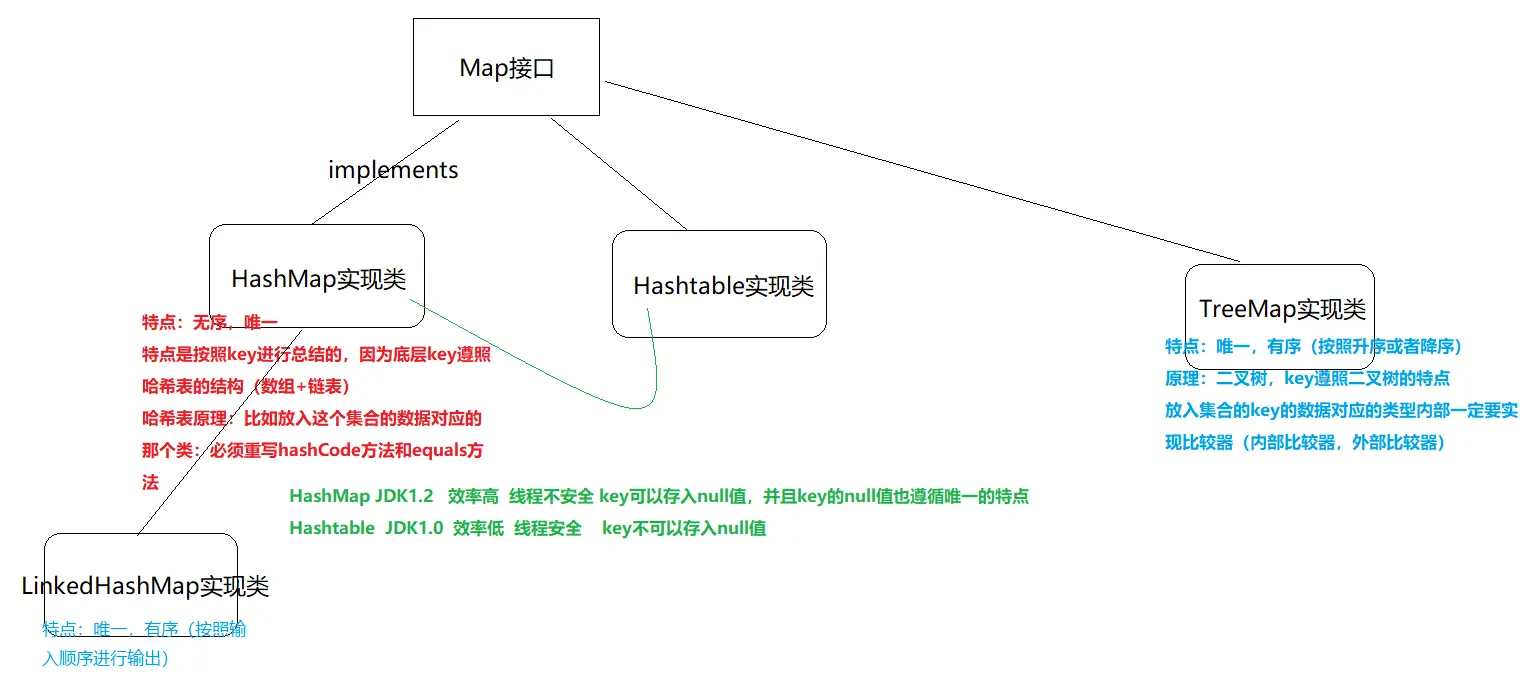 Map接口
implements
HashMap实现类
Hashtable实现类
TreeMap实现类
特点：无序，唯一
特点是按照key进行总结的，因为底层key遵照
哈希表的结构（数组+链表）
哈希表原理：比如放入这个集合的数据对应的
那个类：必须重写hashCode方法和equals方
法
特点：唯一，有序（按照升序或者降序）
原理：二叉树，key遵照二叉树的特点
放入集合的key的数据对应的类型内部一定要实
现比较器（内部比较器，外部比较器）
HashMap JDK1.2 效率高 线程不安全 key可以存入null值，并且key的null值也遵循唯一的特点
Hashtable JDK1.0 效率低 线程安全 key不可以存入null值
LinkedHashMap实现类
特点：唯一，有序（按照输
入顺序进行输出）